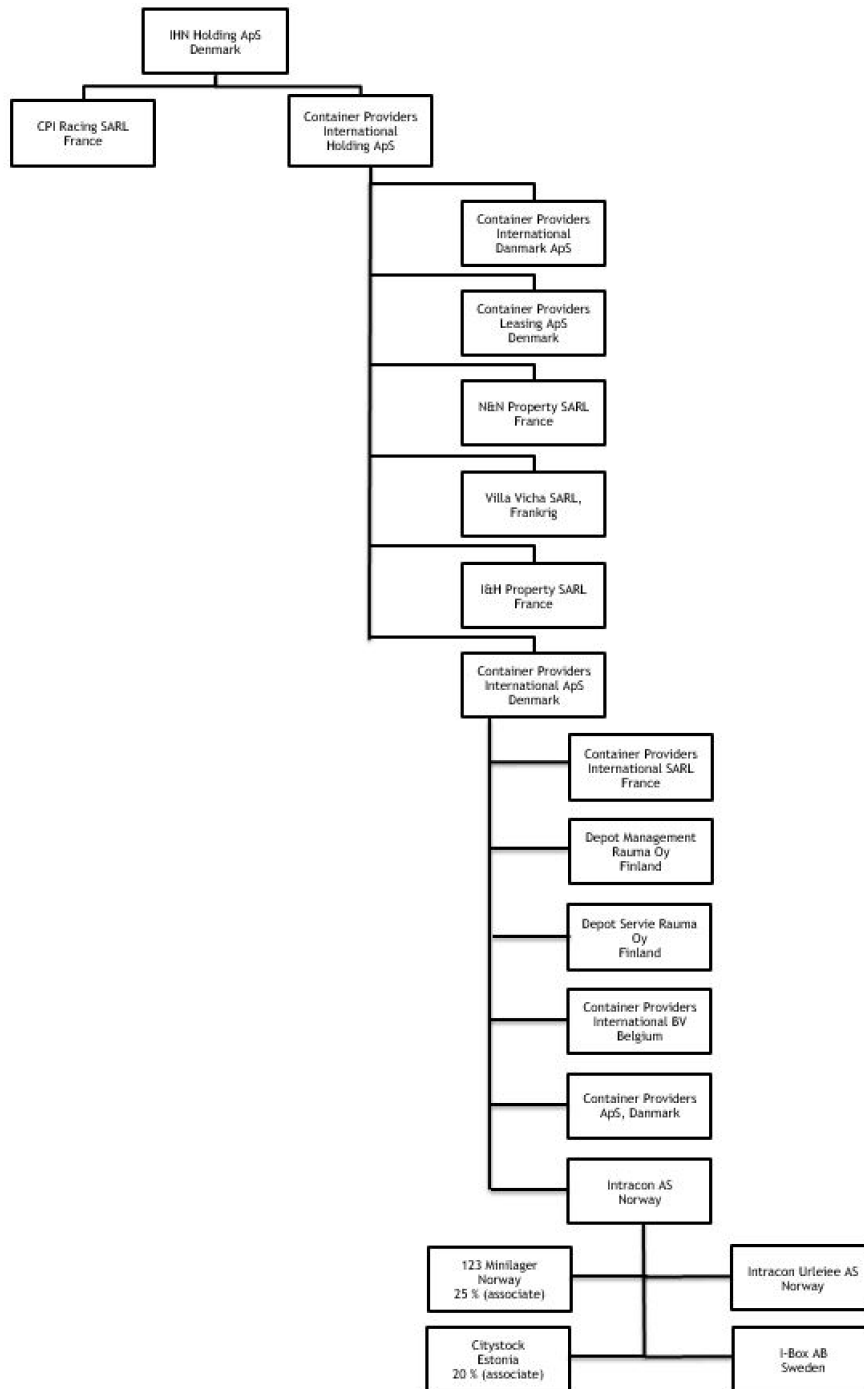 IHN Holding ApS
Denmark
CPI Racing SARL
France
Container Providers
International
Holding ApS
Container Providers
International
Danmark ApS
Container Providers
Leasing ApS
Denmark
N&N Property SARL
France
Villa Vicha SARL,
Frankrig
I&H Property SARL
France
Container Providers
International ApS
Denmark
Container Providers
International SARL
France
Depot Management
Rauma Oy
Finland
Depot Servie Rauma
Oy
Finland
Container Providers
International BV
Belgium
Container Providers
ApS, Danmark
Intracon AS
Norway
123 Minilager
Norway
25 % (associate)
Intracon Urleiee AS
Norway
Citystock
Estonia
20 % (associate)
I-Box AB
Sweden